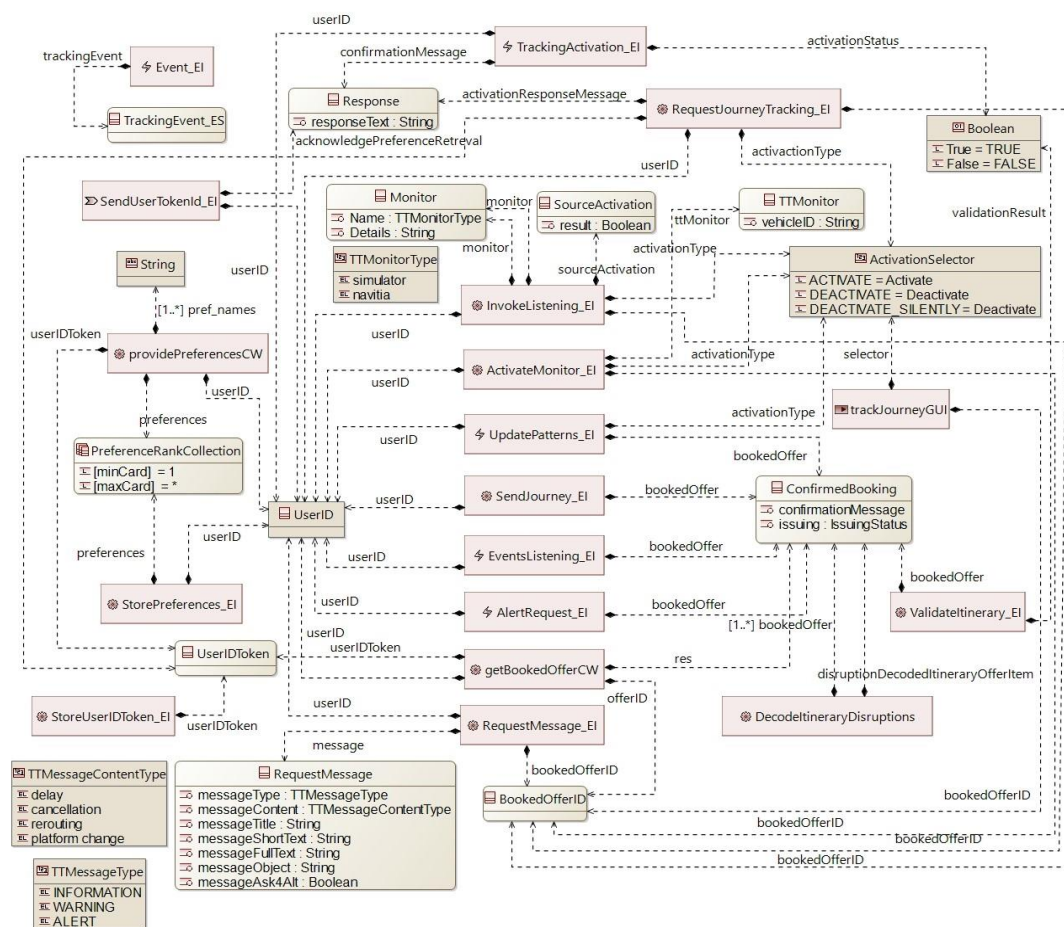 userID
TrackingActivation_EI
activationStatus
trackingEvent
confirmationMessage
Event_EI
Response
responseText : String
activationResponseMessage
RequestJourneyTracking_EI
TrackingEvent_ES
Boolean
True = TRUE
False = FALSE
acknowledgePreferenceRetreval
userID
activactionType
SendUserTokenId_EI
Monitor
Name : TTMonitorType
Details : String
monitor
monitor
SourceActivation
result : Boolean
ttMonitor
TTMonitor
vehicleID : String
validationResult
TTMonitorType
simulator
navitia
userID
sourceActivation
activationType
ActivationSelector
ACTIVATE = Activate
DEACTIVATE = Deactivate
DEACTIVATE_SILENTLY = Deactivate
String
InvokeListening_EI
[1..*] pref_names
userIDToken
providePreferencesCW
userID
userID
activationType
selector
ActivateMonitor_EI
userID
trackJourneyGUI
preferences
activationType
UpdatePatterns_EI
userID
PreferenceRankCollection
[minCard] = 1
[maxCard] = *
bookedOffer
SendJourney_EI
userID
bookedOffer
ConfirmedBooking
confirmationMessage
issuing : IssuingStatus
UserID
userID
preferences
EventsListening_EI
userID
bookedOffer
bookedOffer
StorePreferences_EI
AlertRequest_EI
userID
bookedOffer
ValidateItinerary_EI
[1..*] bookedOffer
userID
userIDToken
UserIDToken
getBookedOfferCW
res
disruptionDecodedItineraryOfferItem
offerID
StoreUserIDToken_EI
userIDToken
userID
RequestMessage_EI
DecodeItineraryDisruptions
message
TTMessageContentType
delay
cancellation
rerouting
platform change
RequestMessage
messageType : TTMessageType
messageContent : TTMessageContentType
messageTitle : String
messageShortText : String
messageFullText : String
messageObject : String
messageAsk4Alt : Boolean
bookedOfferID
BookedOfferID
bookedOfferID
bookedOfferID
bookedOfferID
bookedOfferID
TTMessageType
INFORMATION
WARNING
ALERT